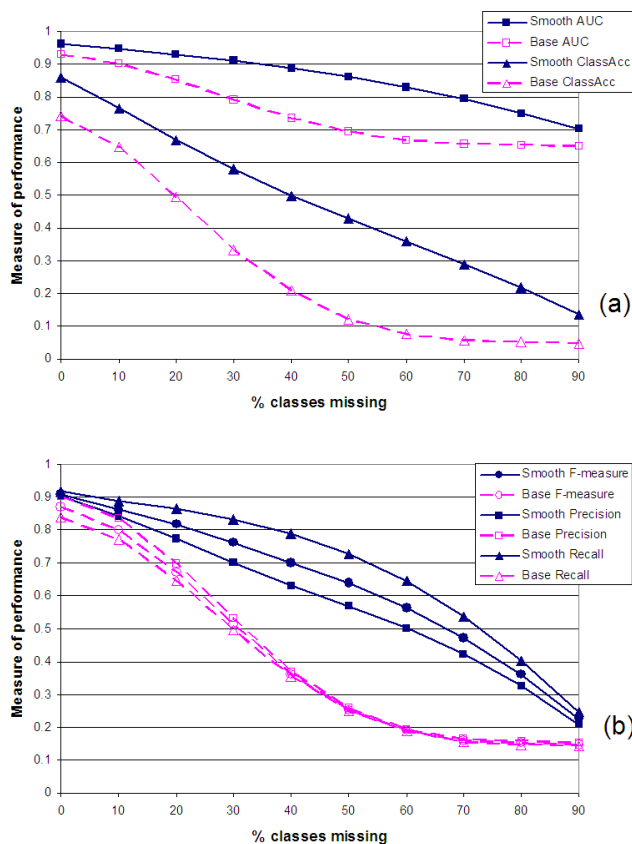 Smooth AUC
Base AUC
Smooth ClassAcc
Base ClassAcc
Measure of performance
1
0.9
0.8
0.7
0.6
0.5
0.4
0.3
0.2
0.1
0
0 10 20 30 40 50 60 70 80 90
% classes missing
(a)
Smooth F-measure
Base F-measure
Smooth Precision
Base Precision
Smooth Recall
Base Recall
Measure of performance
1
0.9
0.8
0.7
0.6
0.5
0.4
0.3
0.2
0.1
0
0 10 20 30 40 50 60 70 80 90
% classes missing
(b)